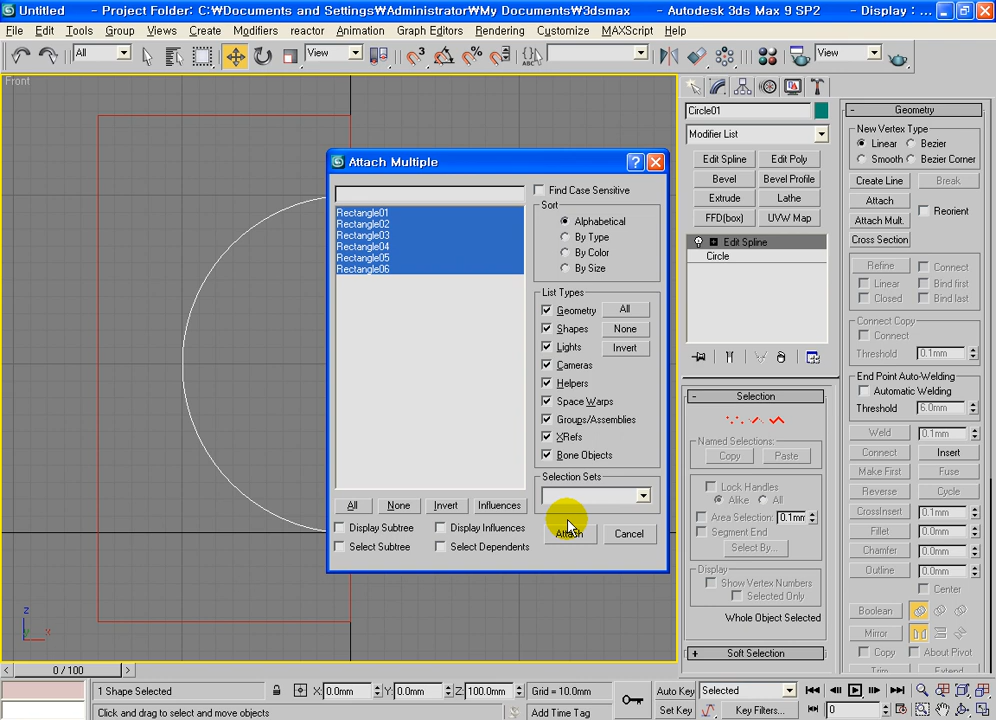 Untitled - Project Folder: C:₩Documents and Settings₩Administrator₩My Documents₩3dsmax - Autodesk 3ds Max 9 SP2 - Display : ...
File Edit Tools Group Views Create Modifiers reactor Animation Graph Editors Rendering Customize MAXScript Help
All View View
Front
Circle01
Modifier List
Edit Spline Edit Poly
Bevel Bevel Profile
Extrude Lathe
FFD(box) UVW Map
Edit Spline
Circle
- Selection
Named Selections:
Copy Paste
Lock Handles
Alike All
Area Selection: 0.1mm
Segment End
Select By...
Display
Show Vertex Numbers
Selected Only
Whole Object Selected
+ Soft Selection
- Geometry
New Vertex Type
Linear Bezier
Smooth Bezier Corner
Create Line Break
Attach Reorient
Attach Mult.
Cross Section
Refine Connect
Linear Bind first
Closed Bind last
Connect Copy
Connect
Threshold 0.1mm
End Point Auto-Welding
Automatic Welding
Threshold 6.0mm
Weld 0.1mm
Connect Insert
Make First Fuse
Reverse Cycle
CrossInsert 0.1mm
Fillet 0.0mm
Chamfer 0.0mm
Outline 0.0mm
Center
Boolean
Mirror
Copy About Pivot
Trim Extend
Attach Multiple
Rectangle01
Rectangle02
Rectangle03
Rectangle04
Rectangle05
Rectangle06
Find Case Sensitive
Sort
Alphabetical
By Type
By Color
By Size
List Types
Geometry All
Shapes None
Lights Invert
Cameras
Helpers
Space Warps
Groups/Assemblies
XRefs
Bone Objects
Selection Sets
All None Invert Influences
Display Subtree Display Influences Attach Cancel
Select Subtree Select Dependents
z
x
< 0 / 100 >
1 Shape Selected X: 0.0mm Y: 0.0mm Z: 100.0mm Grid = 10.0mm Auto Key Selected
Click and drag to select and move objects Add Time Tag Set Key Key Filters... 0